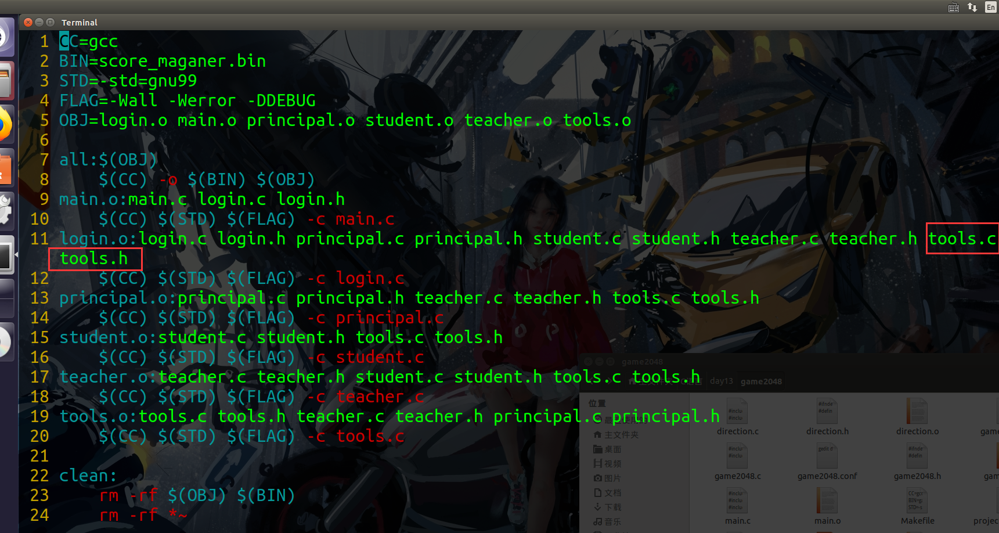 En
Terminal
1 CC=gcc
2 BIN=score_maganer.bin
3 STD=-std=gnu99
4 FLAG=-Wall -Werror -DDEBUG
5 OBJ=login.o main.o principal.o student.o teacher.o tools.o
6
7 all:$(OBJ)
8     $(CC) -o $(BIN) $(OBJ)
9 main.o:main.c login.c login.h
10     $(CC) $(STD) $(FLAG) -c main.c
11 login.o:login.c login.h principal.c principal.h student.c student.h teacher.c teacher.h tools.c
tools.h
12     $(CC) $(STD) $(FLAG) -c login.c
13 principal.o:principal.c principal.h teacher.c teacher.h tools.c tools.h
14     $(CC) $(STD) $(FLAG) -c principal.c
15 student.o:student.c student.h tools.c tools.h
16     $(CC) $(STD) $(FLAG) -c student.c
17 teacher.o:teacher.c teacher.h student.c student.h tools.c tools.h
18     $(CC) $(STD) $(FLAG) -c teacher.c
19 tools.o:tools.c tools.h teacher.c teacher.h principal.c principal.h
20     $(CC) $(STD) $(FLAG) -c tools.c
21
22 clean:
23     rm -rf $(OBJ) $(BIN)
24     rm -rf *~
game2048
day13 game2048
位置
主文件夹
桌面
视频
图片
文档
下载
音乐
direction.c direction.h direction.o
game2048.c game2048.conf game2048.h
main.c main.o Makefile